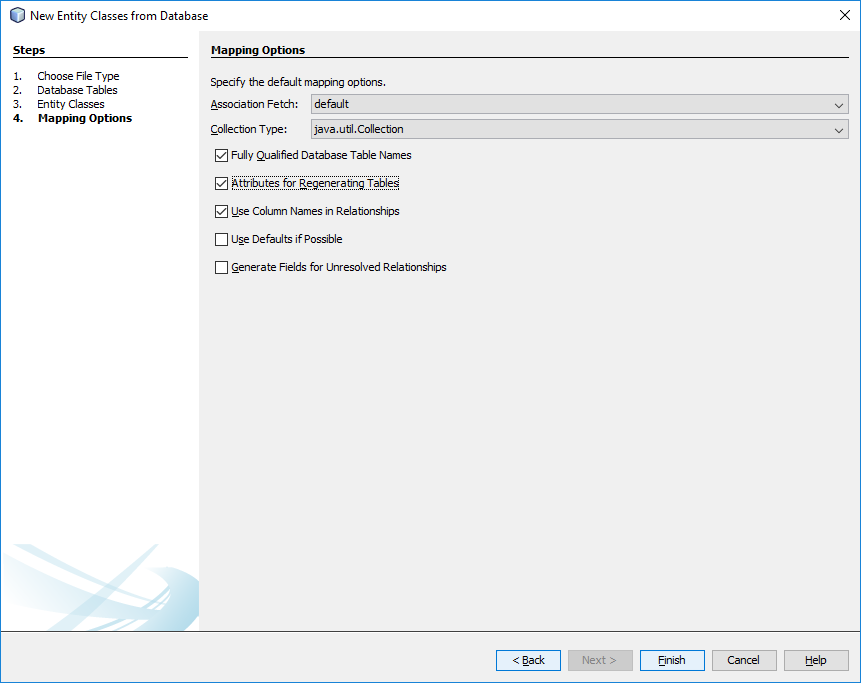 New Entity Classes from Database
Steps
1. Choose File Type
2. Database Tables
3. Entity Classes
4. Mapping Options
Mapping Options
Specify the default mapping options.
Association Fetch: default
Collection Type: java.util.Collection
Fully Qualified Database Table Names
Attributes for Regenerating Tables
Use Column Names in Relationships
Use Defaults if Possible
Generate Fields for Unresolved Relationships
< Back Next > Finish Cancel Help